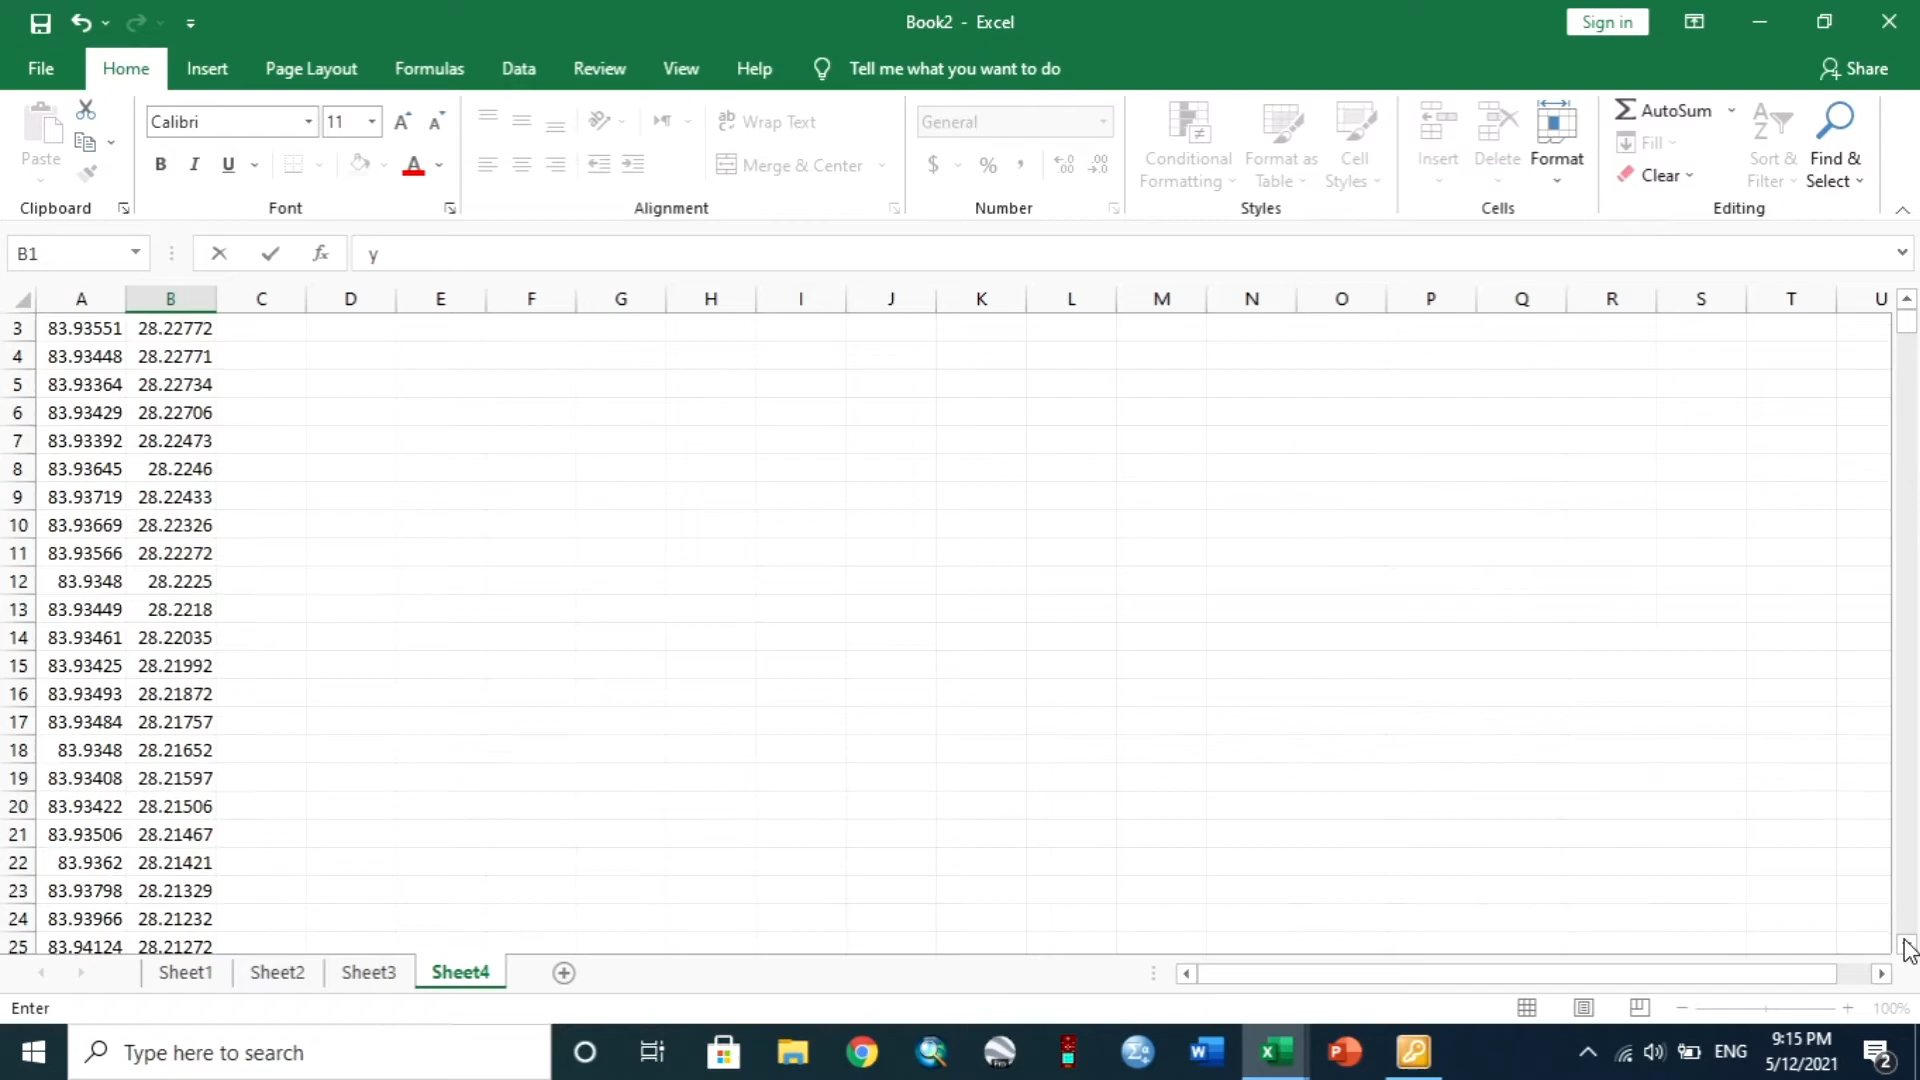 Book2 - Excel
Sign in
File Home Insert Page Layout Formulas Data Review View Help Tell me what you want to do Share
Paste
Calibri 11
B I U
Wrap Text
Merge & Center
General
$ % ,
Conditional Formatting
Format as Table
Cell Styles
Insert Delete Format
AutoSum
Fill
Clear
Sort & Filter
Find & Select
Clipboard Font Alignment Number Styles Cells Editing
B1 fx y
A B C D E F G H I J K L M N O P Q R S T U
3 83.93551 28.22772
4 83.93448 28.22771
5 83.93364 28.22734
6 83.93429 28.22706
7 83.93392 28.22473
8 83.93645 28.2246
9 83.93719 28.22433
10 83.93669 28.22326
11 83.93566 28.22272
12 83.9348 28.2225
13 83.93449 28.2218
14 83.93461 28.22035
15 83.93425 28.21992
16 83.93493 28.21872
17 83.93484 28.21757
18 83.9348 28.21652
19 83.93408 28.21597
20 83.93422 28.21506
21 83.93506 28.21467
22 83.9362 28.21421
23 83.93798 28.21329
24 83.93966 28.21232
25 83.94124 28.21272
Sheet1 Sheet2 Sheet3 Sheet4
Enter 100%
Type here to search
ENG
9:15 PM
5/12/2021
2